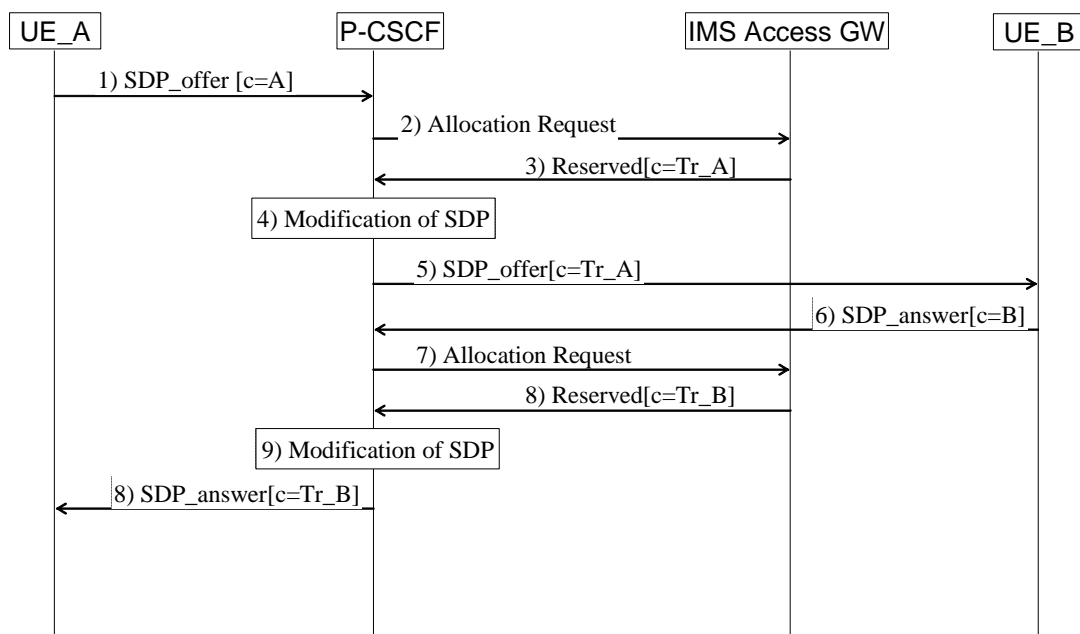 UE_A
P-CSCF
IMS Access GW
UE_B
1) SDP_offer [c=A]
2) Allocation Request
3) Reserved[c=Tr_A]
4) Modification of SDP
5) SDP_offer[c=Tr_A]
6) SDP_answer[c=B]
7) Allocation Request
8) Reserved[c=Tr_B]
9) Modification of SDP
8) SDP_answer[c=Tr_B]